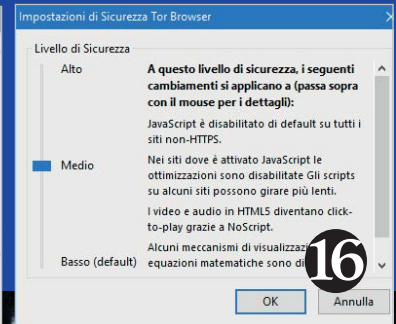 Impostazioni di Sicurezza Tor Browser
Livello di Sicurezza
Alto
A questo livello di sicurezza, i seguenti
cambiamenti si applicano a (passa sopra
con il mouse per i dettagli):
JavaScript è disabilitato di default su tutti i
siti non-HTTPS.
Medio
Nei siti dove è attivato JavaScript le
ottimizzazioni sono disabilitate Gli scripts
su alcuni siti possono girare più lenti.
I video e audio in HTML5 diventano click-
to-play grazie a NoScript.
Alcuni meccanismi di
Basso (default) equazioni matematiche sono
16
OK Annulla